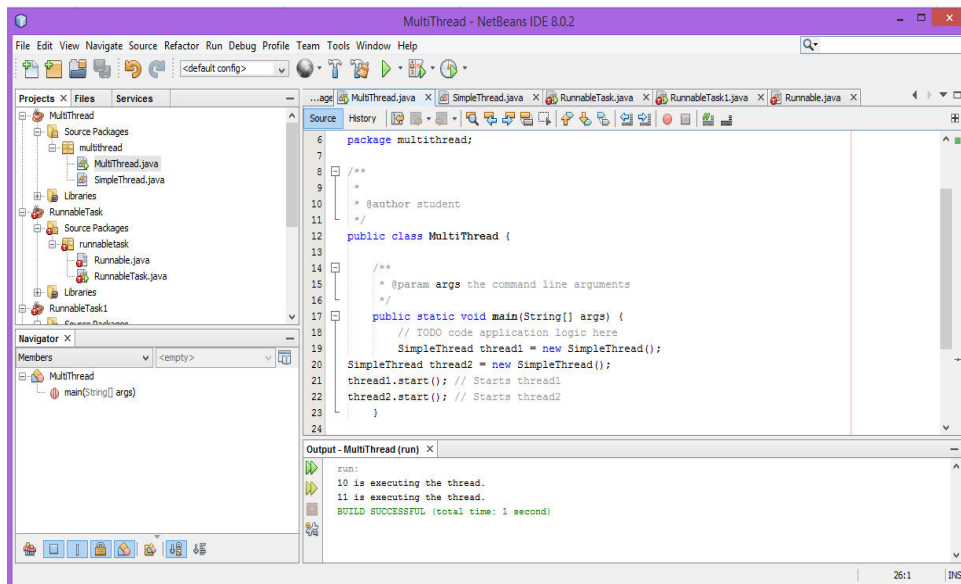 MultiThread - NetBeans IDE 8.0.2
File Edit View Navigate Source Refactor Run Debug Profile Team Tools Window Help
<default config>
Projects X Files Services
MultiThread
Source Packages
multithread
MultiThread.java
SimpleThread.java
Libraries
RunnableTask
Source Packages
runnabletask
Runnable.java
RunnableTask.java
Libraries
RunnableTask1
Source Packages
Navigator X
Members <empty>
MultiThread
main(String[] args)
...age MultiThread.java X SimpleThread.java X RunnableTask.java X RunnableTask1.java X Runnable.java X
Source History
6 package multithread;
7
8 /**
9 *
10 * @author student
11 */
12 public class MultiThread {
13
14 /**
15 * @param args the command line arguments
16 */
17 public static void main(String[] args) {
18 // TODO code application logic here
19 SimpleThread thread1 = new SimpleThread();
20 SimpleThread thread2 = new SimpleThread();
21 thread1.start(); // Starts thread1
22 thread2.start(); // Starts thread2
23 }
24
Output - MultiThread (run) X
run:
10 is executing the thread.
11 is executing the thread.
BUILD SUCCESSFUL (total time: 1 second)
26:1 INS